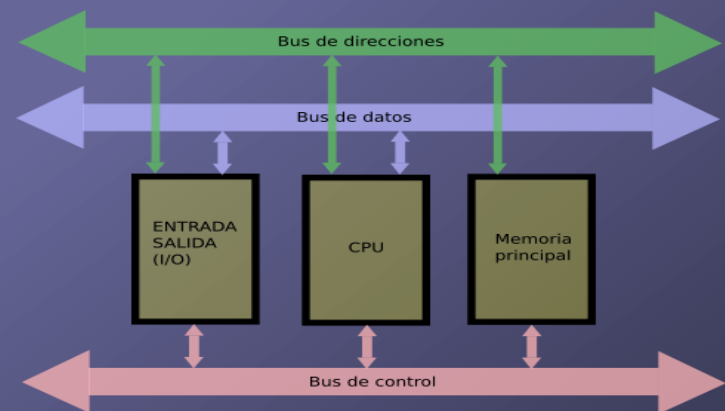 Bus de direcciones
Bus de datos
ENTRADA
SALIDA
(I/O)
CPU
Memoria
principal
Bus de control